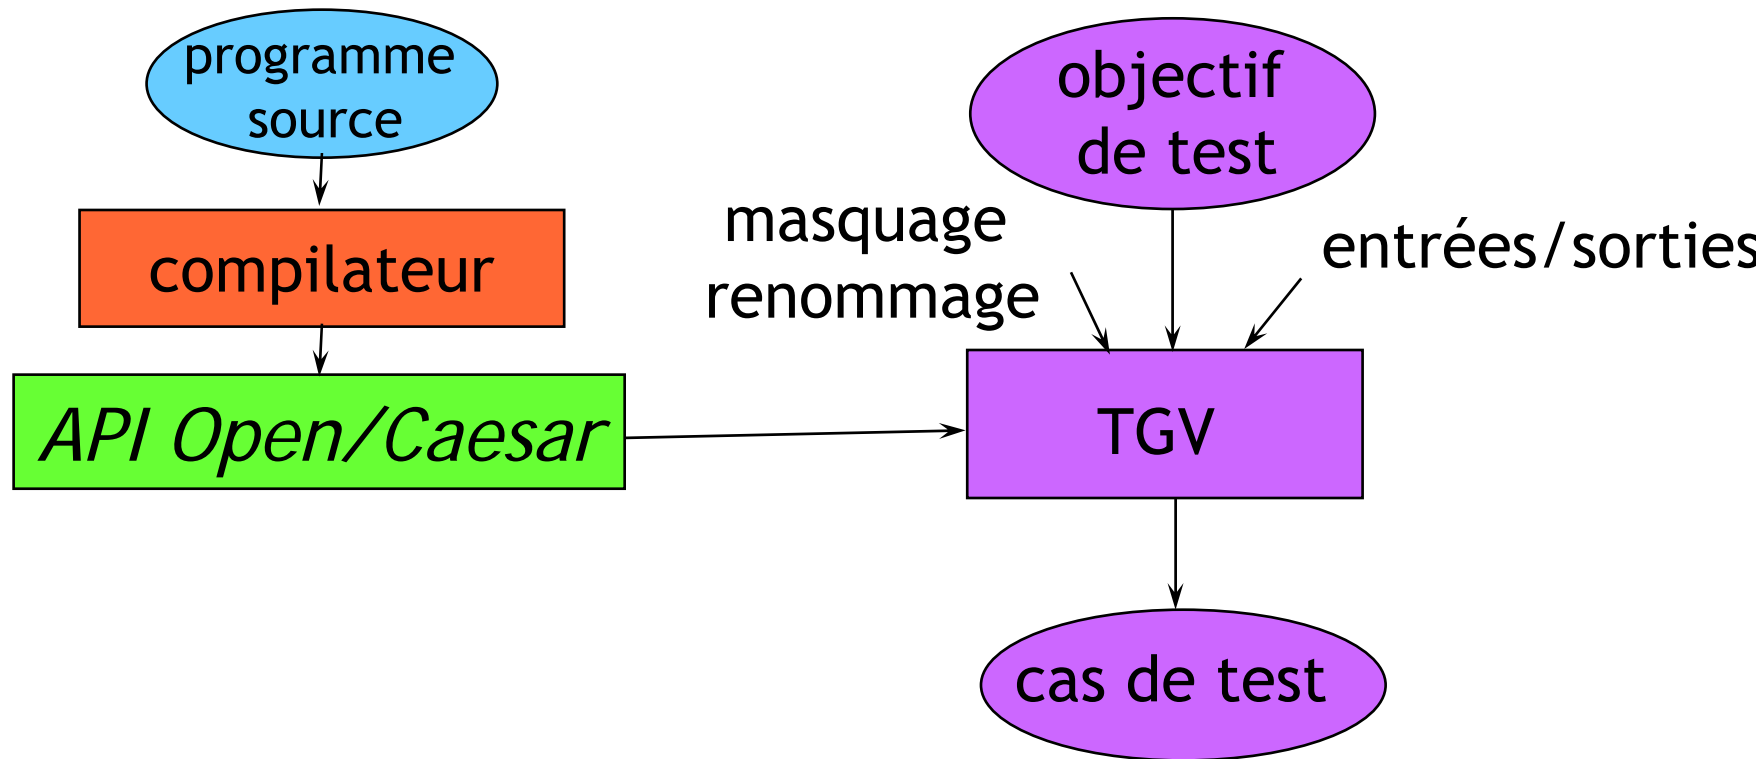 programme
source
compilateur
API Open/Caesar
objectif
de test
masquage
renommage
entrées/sorties
TGV
cas de test